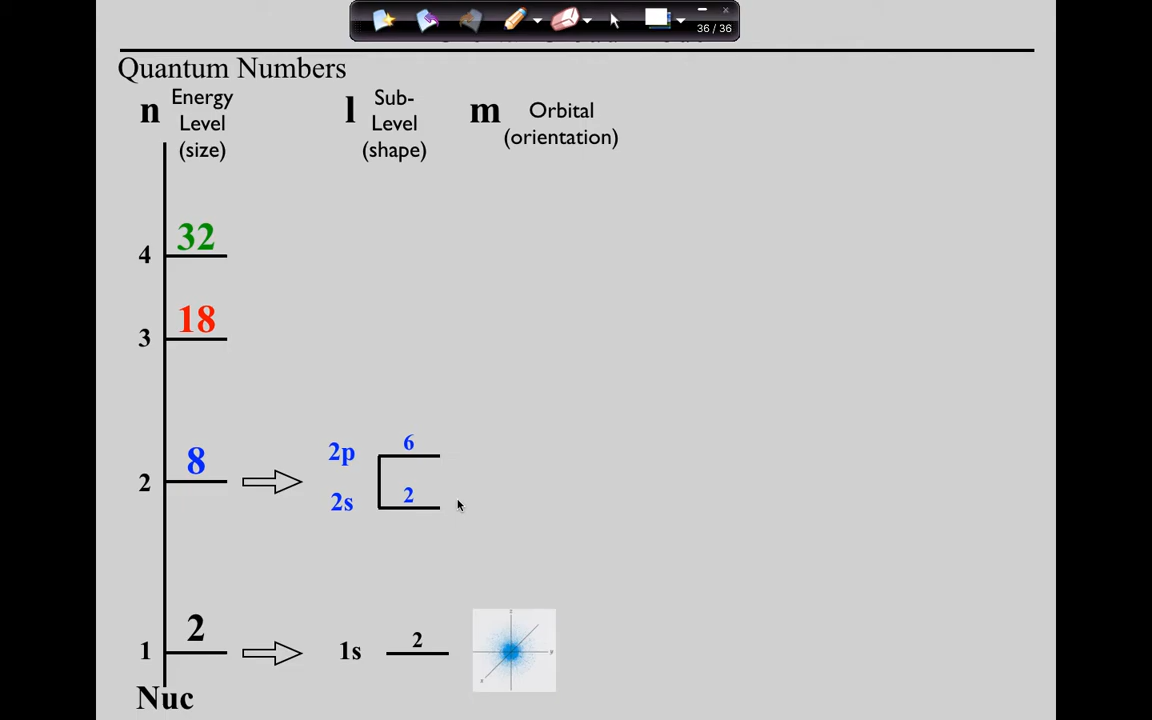 36 / 36
Quantum Numbers
n Energy Level (size) l Sub-Level (shape) m Orbital (orientation)
4 32
3 18
2p 6
2 8
2s 2
1 2 1s 2
Nuc